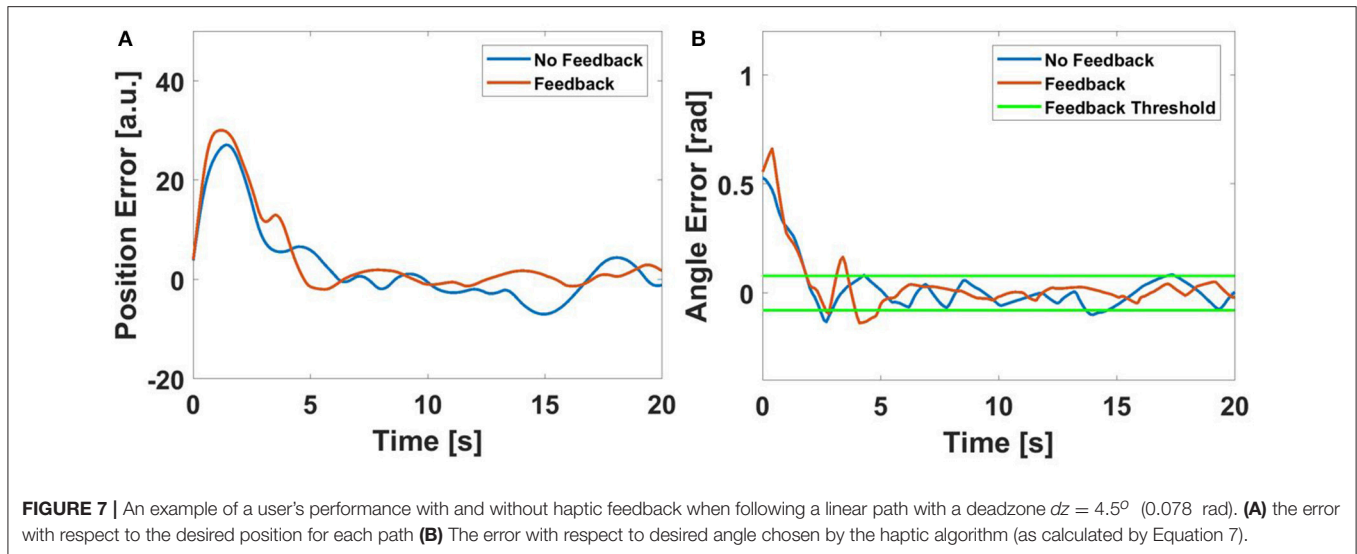 A
Position Error [a.u.]
40
20
0
-20
No Feedback
Feedback
0 5 10 15 20
Time [s]
B
Angle Error [rad]
1
0.5
0
No Feedback
Feedback
Feedback Threshold
0 5 10 15 20
Time [s]
FIGURE 7 | An example of a user's performance with and without haptic feedback when following a linear path with a deadzone dz = 4.5° (0.078 rad). (A) the error
with respect to the desired position for each path (B) The error with respect to desired angle chosen by the haptic algorithm (as calculated by Equation 7).